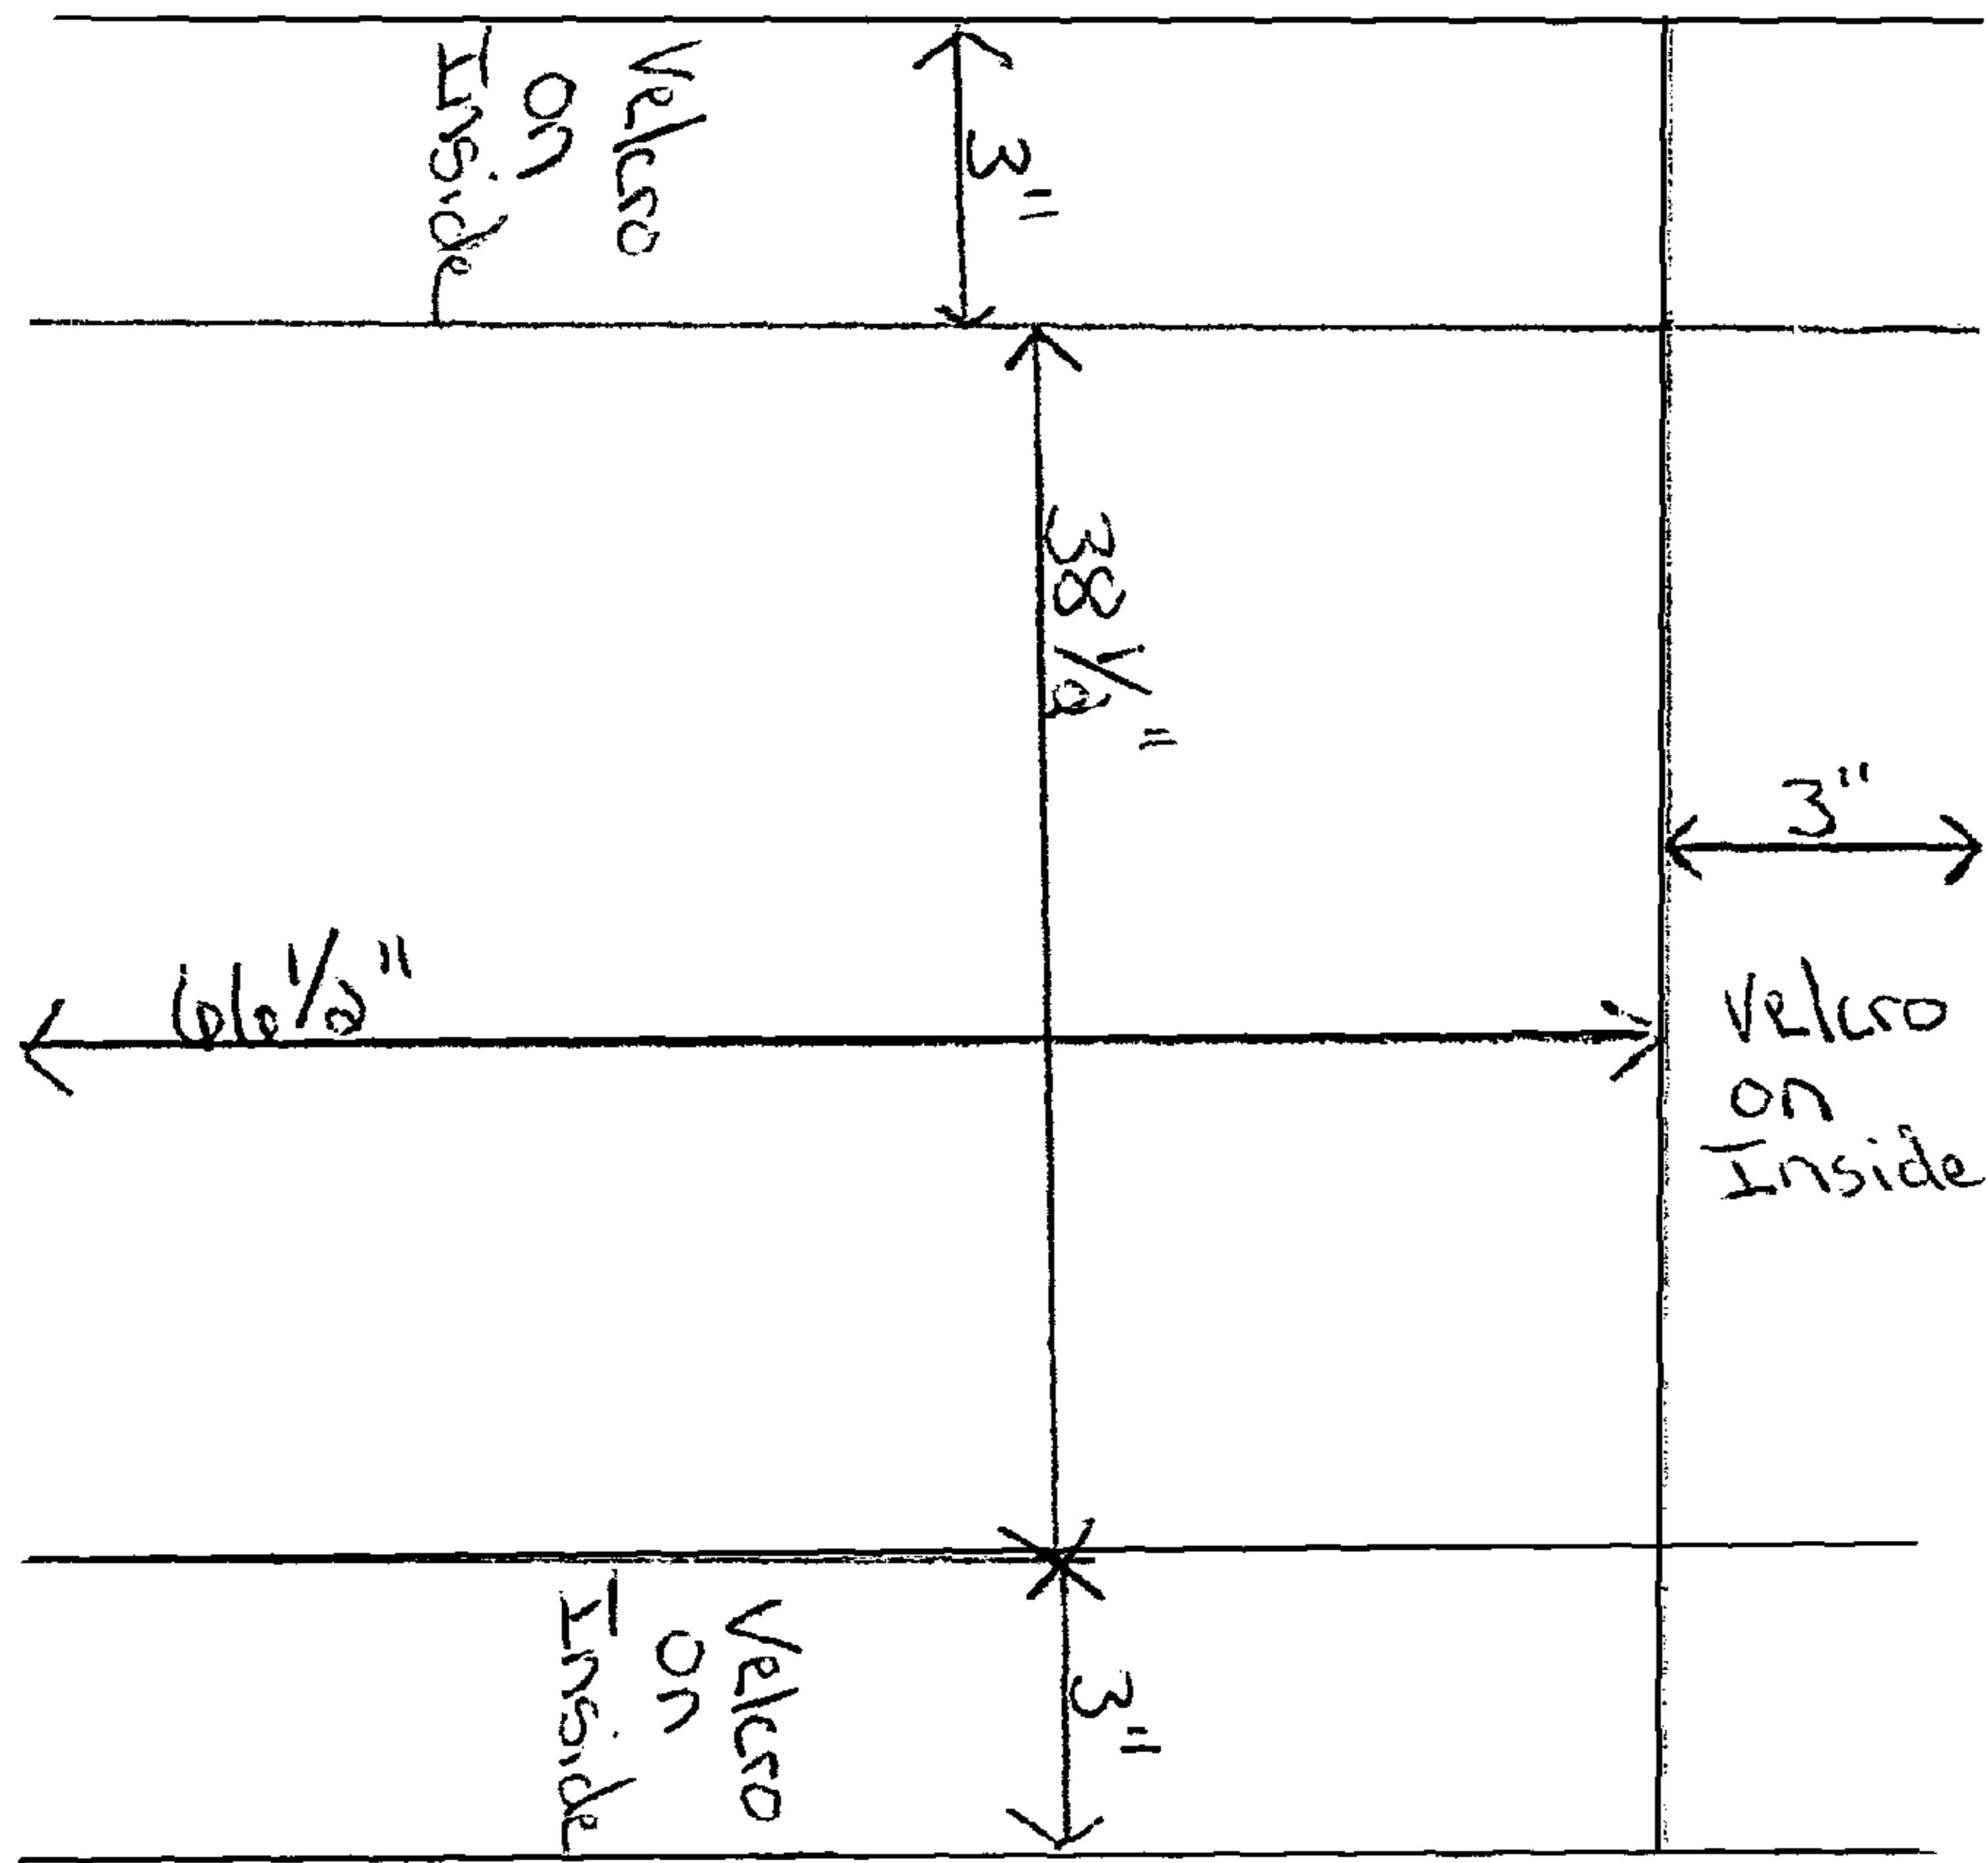 Velcro
on
Inside
3"
38 1/2"
3"
66 1/2"
Velcro
on
Inside
Velcro
on
Inside
3"